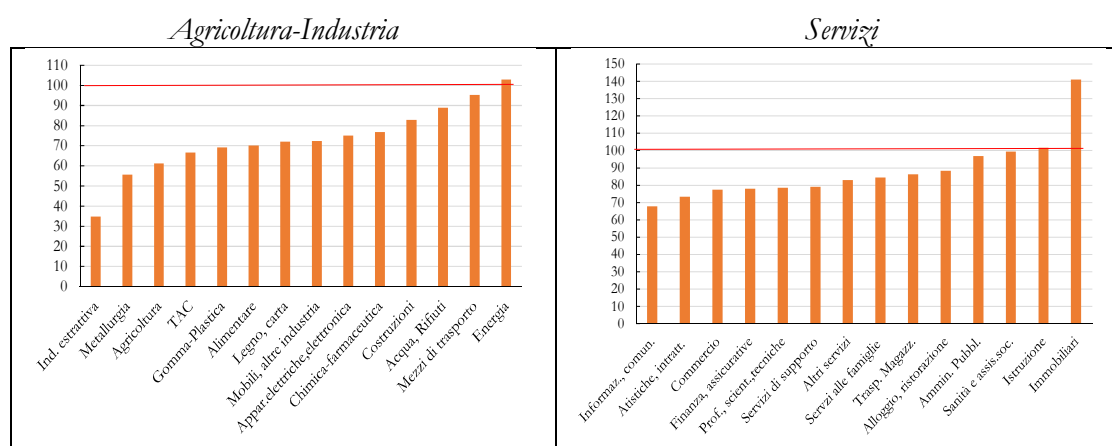 Agricoltura-Industria
110
100
90
80
70
60
50
40
30
20
10
0
Ind. estrattiva
Metallurgia
Agricoltura
TAC
Gomma-Plastica
Alimentare
Legno, carta
Mobili, altre industria
Appar.elettriche,elettronica
Chimica-farmaceutica
Costruzioni
Acqua, Rifiuti
Mezzi di trasporto
Energia
Servizi
150
140
130
120
110
100
90
80
70
60
50
40
30
20
10
0
Informaz., comun.
Atistiche, intratt.
Commercio
Finanza, assicurative
Prof., scient.,tecniche
Servizi di supporto
Altri servizi
Servzi alle famiglie
Trasp. Magazz.
Alloggio, ristorazione
Ammin. Pubbl.
Sanità e assis.soc.
Istruzione
Immobiliari